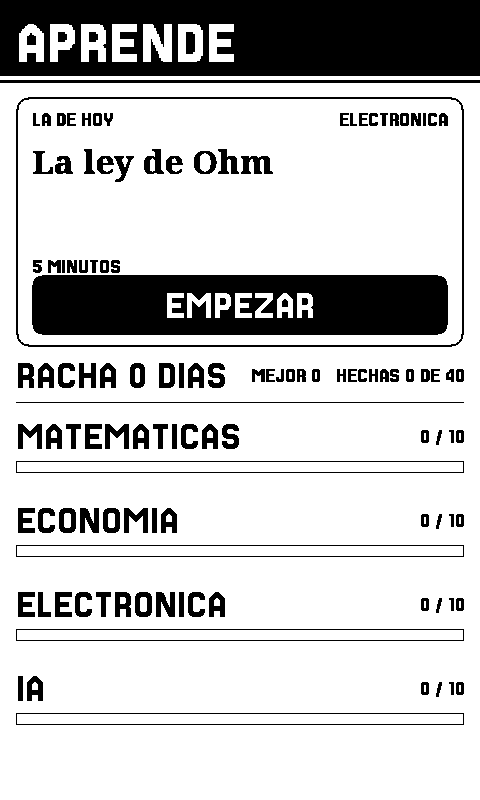 APRENDE
LA DE HOY ELECTRONICA
La ley de Ohm
5 MINUTOS
EMPEZAR
RACHA 0 DIAS MEJOR 0 HECHAS 0 DE 40
MATEMATICAS 0 / 10
ECONOMIA 0 / 10
ELECTRONICA 0 / 10
IA 0 / 10